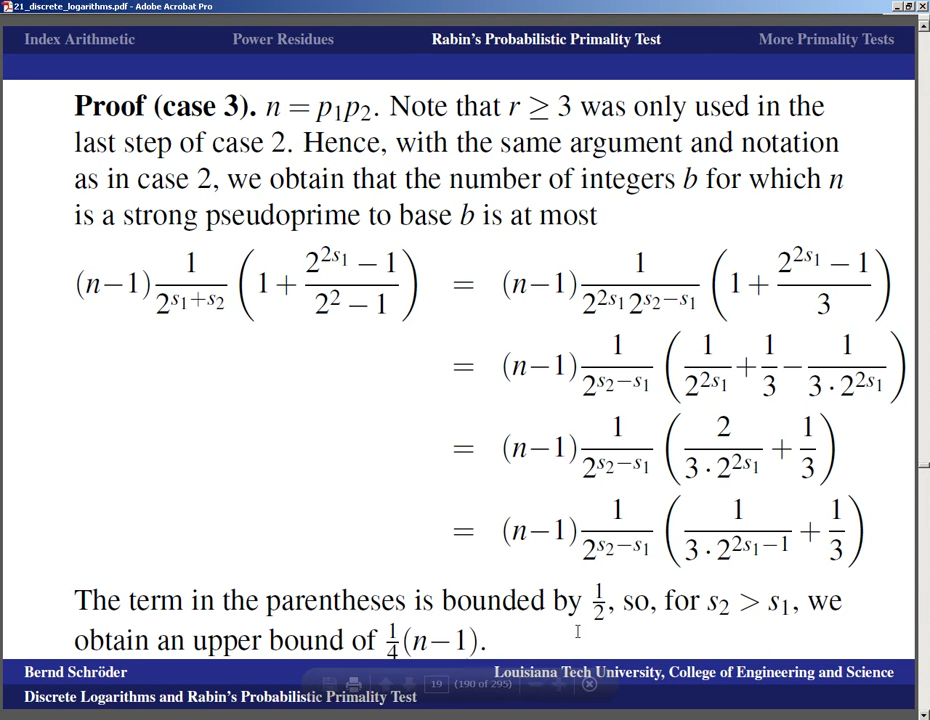 21_discrete_logarithms.pdf - Adobe Acrobat Pro
Index Arithmetic Power Residues Rabin's Probabilistic Primality Test More Primality Tests
Proof (case 3). n = p₁p₂. Note that r ≥ 3 was only used in the
last step of case 2. Hence, with the same argument and notation
as in case 2, we obtain that the number of integers b for which n
is a strong pseudoprime to base b is at most
(n−1) 1/2^(s₁+s₂) (1 + (2^(2s₁) − 1)/(2² − 1)) = (n−1) 1/(2^(2s₁) 2^(s₂−s₁)) (1 + (2^(2s₁) − 1)/3)
= (n−1) 1/2^(s₂−s₁) (1/2^(2s₁) + 1/3 − 1/(3 · 2^(2s₁)))
= (n−1) 1/2^(s₂−s₁) (2/(3 · 2^(2s₁)) + 1/3)
= (n−1) 1/2^(s₂−s₁) (1/(3 · 2^(2s₁−1)) + 1/3)
The term in the parentheses is bounded by 1/2, so, for s₂ > s₁, we
obtain an upper bound of 1/4(n−1).
Bernd Schröder Louisiana Tech University, College of Engineering and Science
19 (190 of 295)
Discrete Logarithms and Rabin's Probabilistic Primality Test